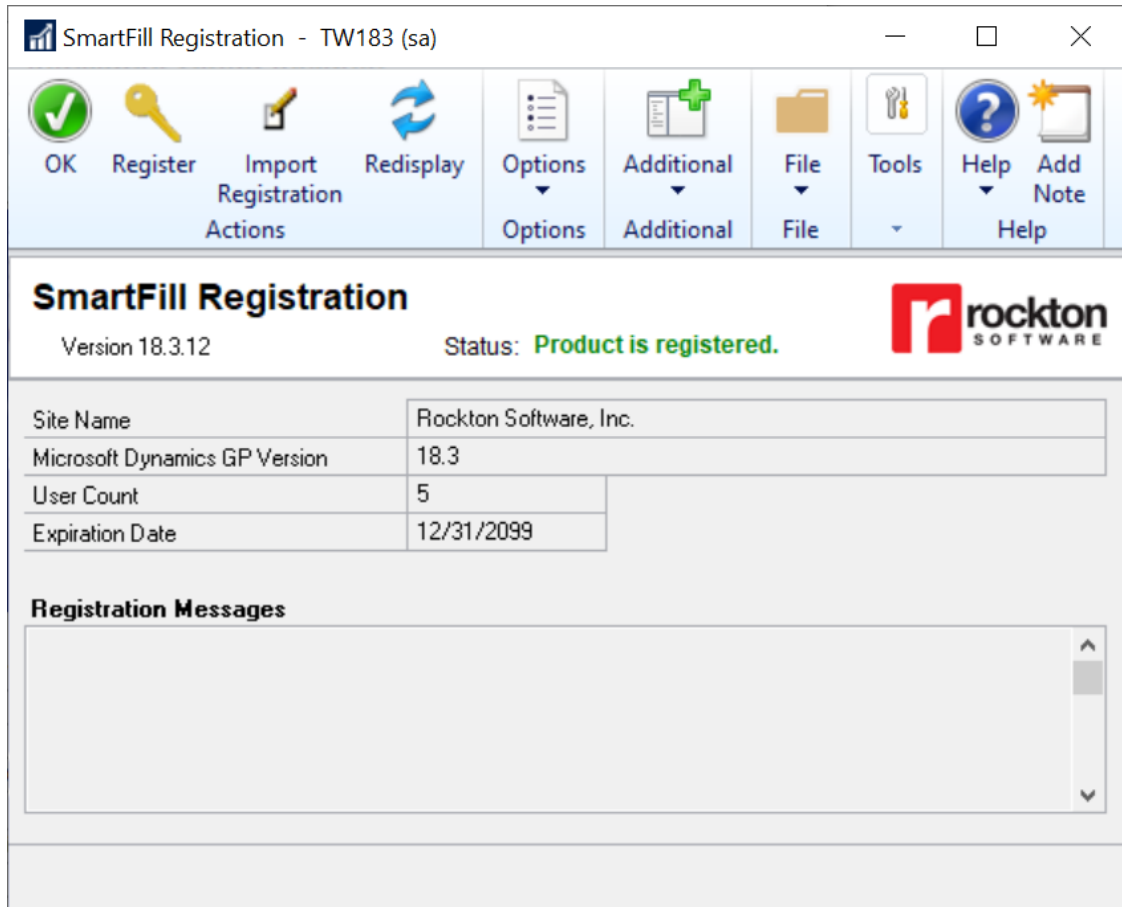 SmartFill Registration - TW183 (sa)
OK Register Import Registration Redisplay Options Additional File Tools Help Add Note
Actions Options Additional File Help
SmartFill Registration
Version 18.3.12 Status: Product is registered.
rockton
SOFTWARE
Site Name Rockton Software, Inc.
Microsoft Dynamics GP Version 18.3
User Count 5
Expiration Date 12/31/2099
Registration Messages